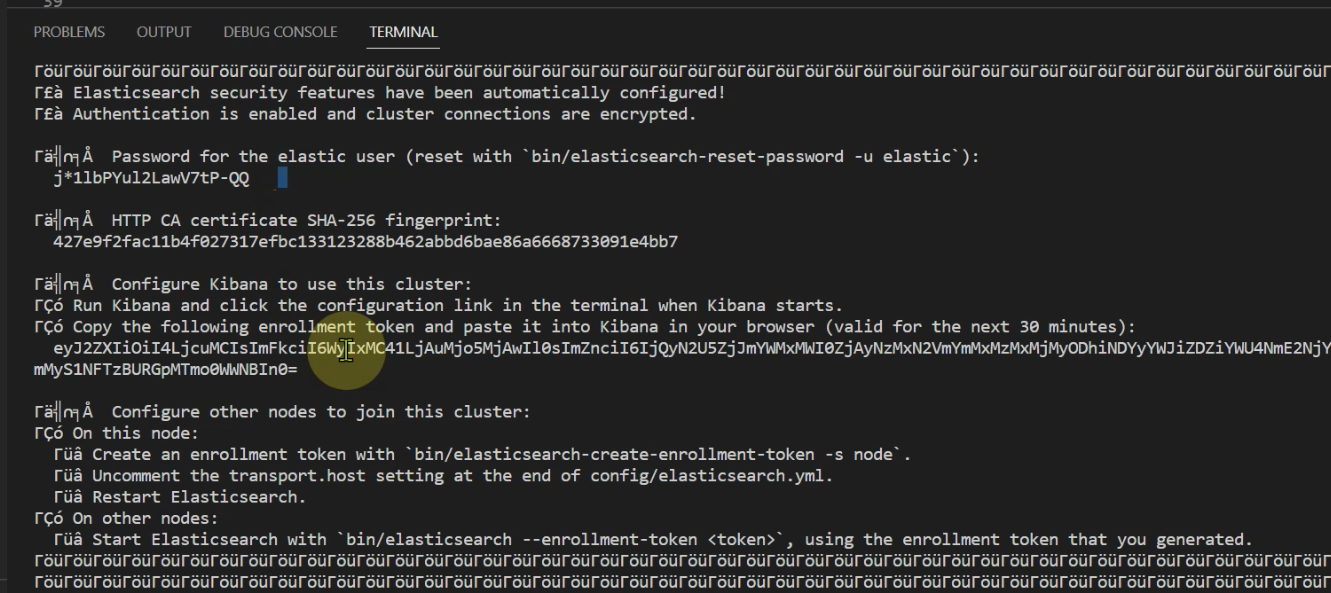 39
PROBLEMS OUTPUT DEBUG CONSOLE TERMINAL
ΓöüΓöüΓöüΓöüΓöüΓöüΓöüΓöüΓöüΓöüΓöüΓöüΓöüΓöüΓöüΓöüΓöüΓöüΓöüΓöüΓöüΓöüΓöüΓöüΓöüΓöüΓöüΓöüΓöüΓöüΓöüΓöüΓöüΓöüΓöüΓöüΓöüΓöüΓöüΓöüΓöüΓöüΓöüΓöüΓ
Γ£à Elasticsearch security features have been automatically configured!
Γ£à Authentication is enabled and cluster connections are encrypted.
Γä╣∩╕Å Password for the elastic user (reset with `bin/elasticsearch-reset-password -u elastic`):
j*1lbPYul2LawV7tP-QQ
Γä╣∩╕Å HTTP CA certificate SHA-256 fingerprint:
427e9f2fac11b4f027317efbc133123288b462abbd6bae86a6668733091e4bb7
Γä╣∩╕Å Configure Kibana to use this cluster:
ΓÇó Run Kibana and click the configuration link in the terminal when Kibana starts.
ΓÇó Copy the following enrollment token and paste it into Kibana in your browser (valid for the next 30 minutes):
eyJ2ZXIiOiI4LjcuMCIsImFkciI6WyIxMC41LjAuMjo5MjAwIl0sImZnciI6IjQyN2U5ZjJmYWMxMWI0ZjAyNzMxN2VmYmMxMzMxMjMyODhiNDYyYWJiZDZiYWU4NmE2NjY
mMyS1NFTzBURGpMTmo0WWNBIn0=
Γä╣∩╕Å Configure other nodes to join this cluster:
ΓÇó On this node:
Γüâ Create an enrollment token with `bin/elasticsearch-create-enrollment-token -s node`.
Γüâ Uncomment the transport.host setting at the end of config/elasticsearch.yml.
Γüâ Restart Elasticsearch.
ΓÇó On other nodes:
Γüâ Start Elasticsearch with `bin/elasticsearch --enrollment-token <token>`, using the enrollment token that you generated.
ΓöüΓöüΓöüΓöüΓöüΓöüΓöüΓöüΓöüΓöüΓöüΓöüΓöüΓöüΓöüΓöüΓöüΓöüΓöüΓöüΓöüΓöüΓöüΓöüΓöüΓöüΓöüΓöüΓöüΓöüΓöüΓöüΓöüΓöüΓöüΓöüΓöüΓöüΓöüΓöüΓöüΓöüΓöüΓöüΓ
ΓöüΓöüΓöüΓöüΓöüΓöüΓöüΓöüΓöüΓöüΓöüΓöüΓöüΓöüΓöüΓöüΓöüΓöüΓöüΓöüΓöüΓöüΓöüΓöüΓöüΓöüΓöüΓöüΓöüΓöüΓöüΓöüΓöüΓöüΓöüΓöüΓöüΓöüΓöüΓöüΓöüΓöüΓöüΓöüΓ